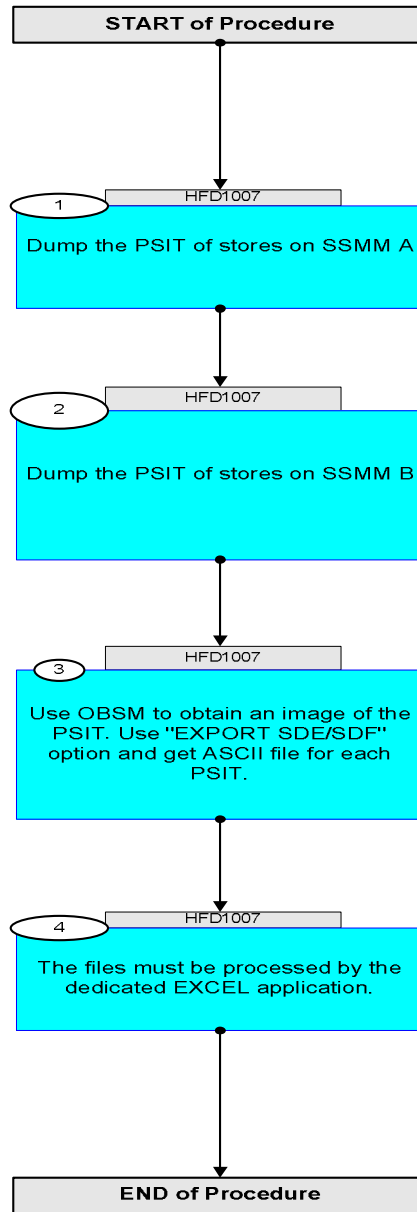 START of Procedure
HFD1007
1
Dump the PSIT of stores on SSMM A
HFD1007
2
Dump the PSIT of stores on SSMM B
HFD1007
3
Use OBSM to obtain an image of the
PSIT. Use "EXPORT SDE/SDF"
option and get ASCII file for each
PSIT.
HFD1007
4
The files must be processed by the
dedicated EXCEL application.
END of Procedure